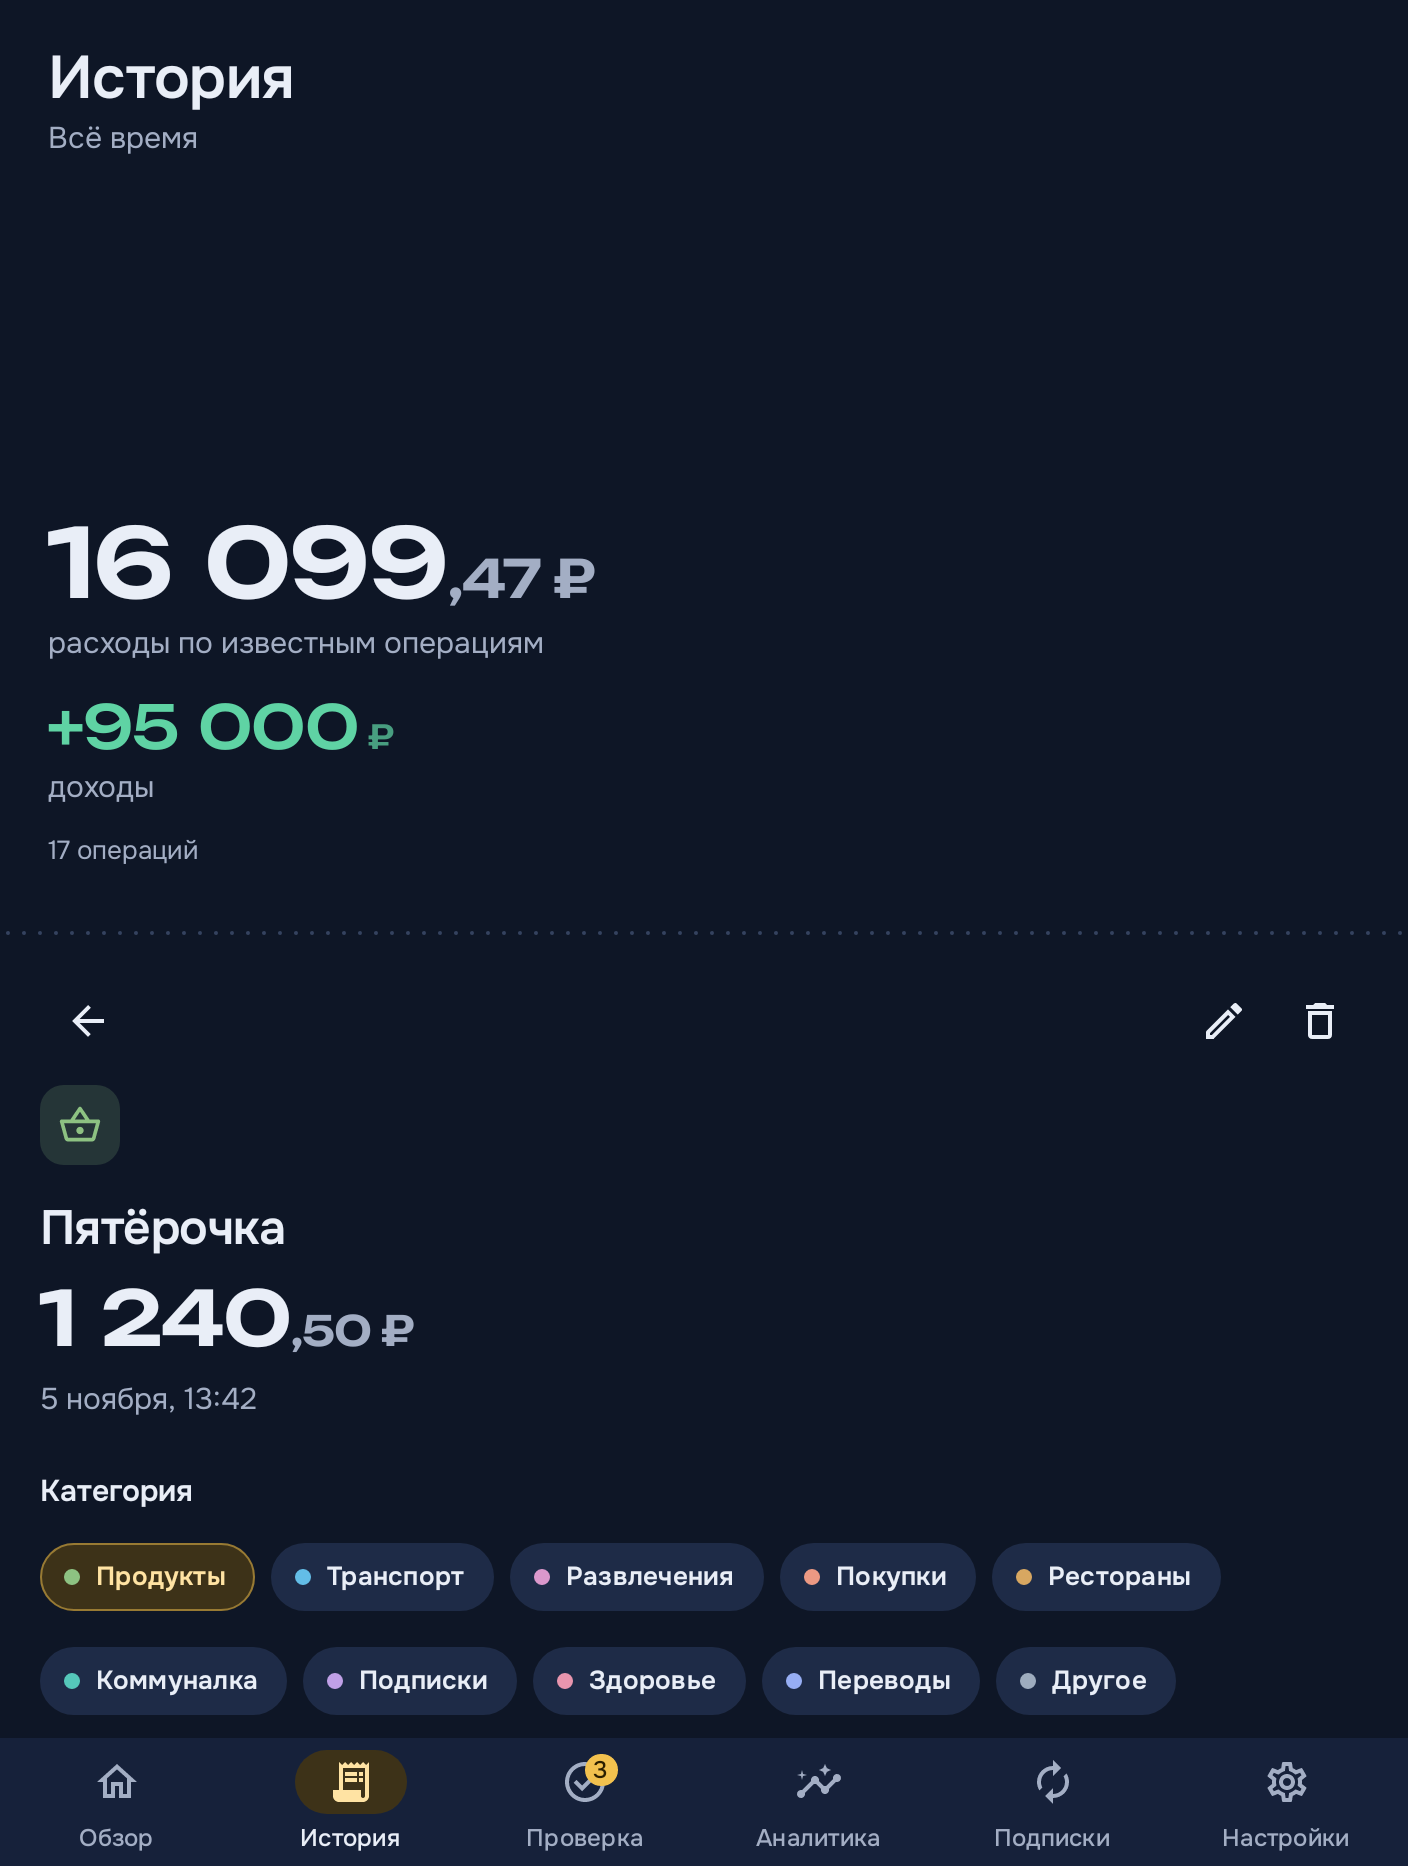 История
Всё время
16 099,47 ₽
расходы по известным операциям
+95 000 ₽
доходы
17 операций
Пятёрочка
1 240,50 ₽
5 ноября, 13:42
Категория
Продукты Транспорт Развлечения Покупки Рестораны
Коммуналка Подписки Здоровье Переводы Другое
3
Обзор История Проверка Аналитика Подписки Настройки